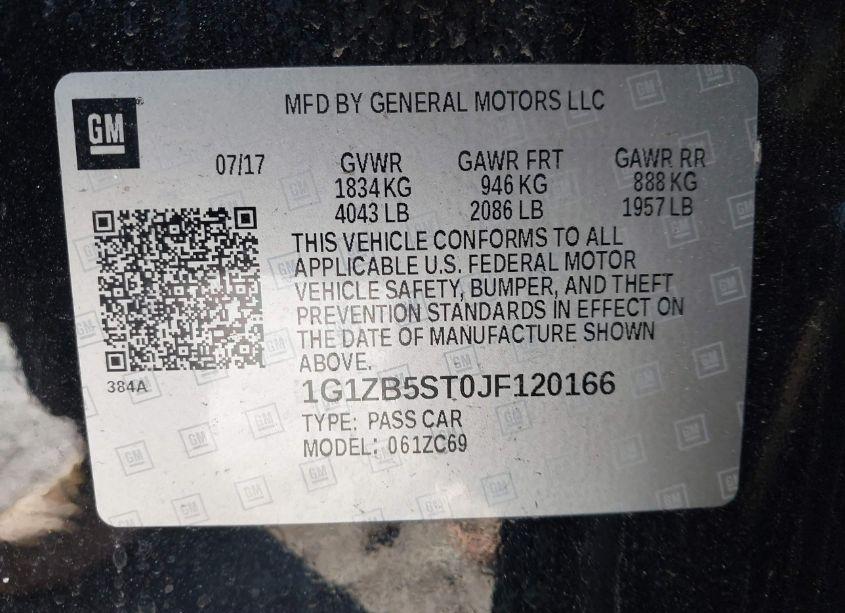 GM
MFD BY GENERAL MOTORS LLC
07/17 GVWR GAWR FRT GAWR RR
1834 KG 946 KG 888 KG
4043 LB 2086 LB 1957 LB
THIS VEHICLE CONFORMS TO ALL
APPLICABLE U.S. FEDERAL MOTOR
VEHICLE SAFETY, BUMPER, AND THEFT
PREVENTION STANDARDS IN EFFECT ON
THE DATE OF MANUFACTURE SHOWN
ABOVE.
384A
1G1ZB5ST0JF120166
TYPE: PASS CAR
MODEL: 061ZC69